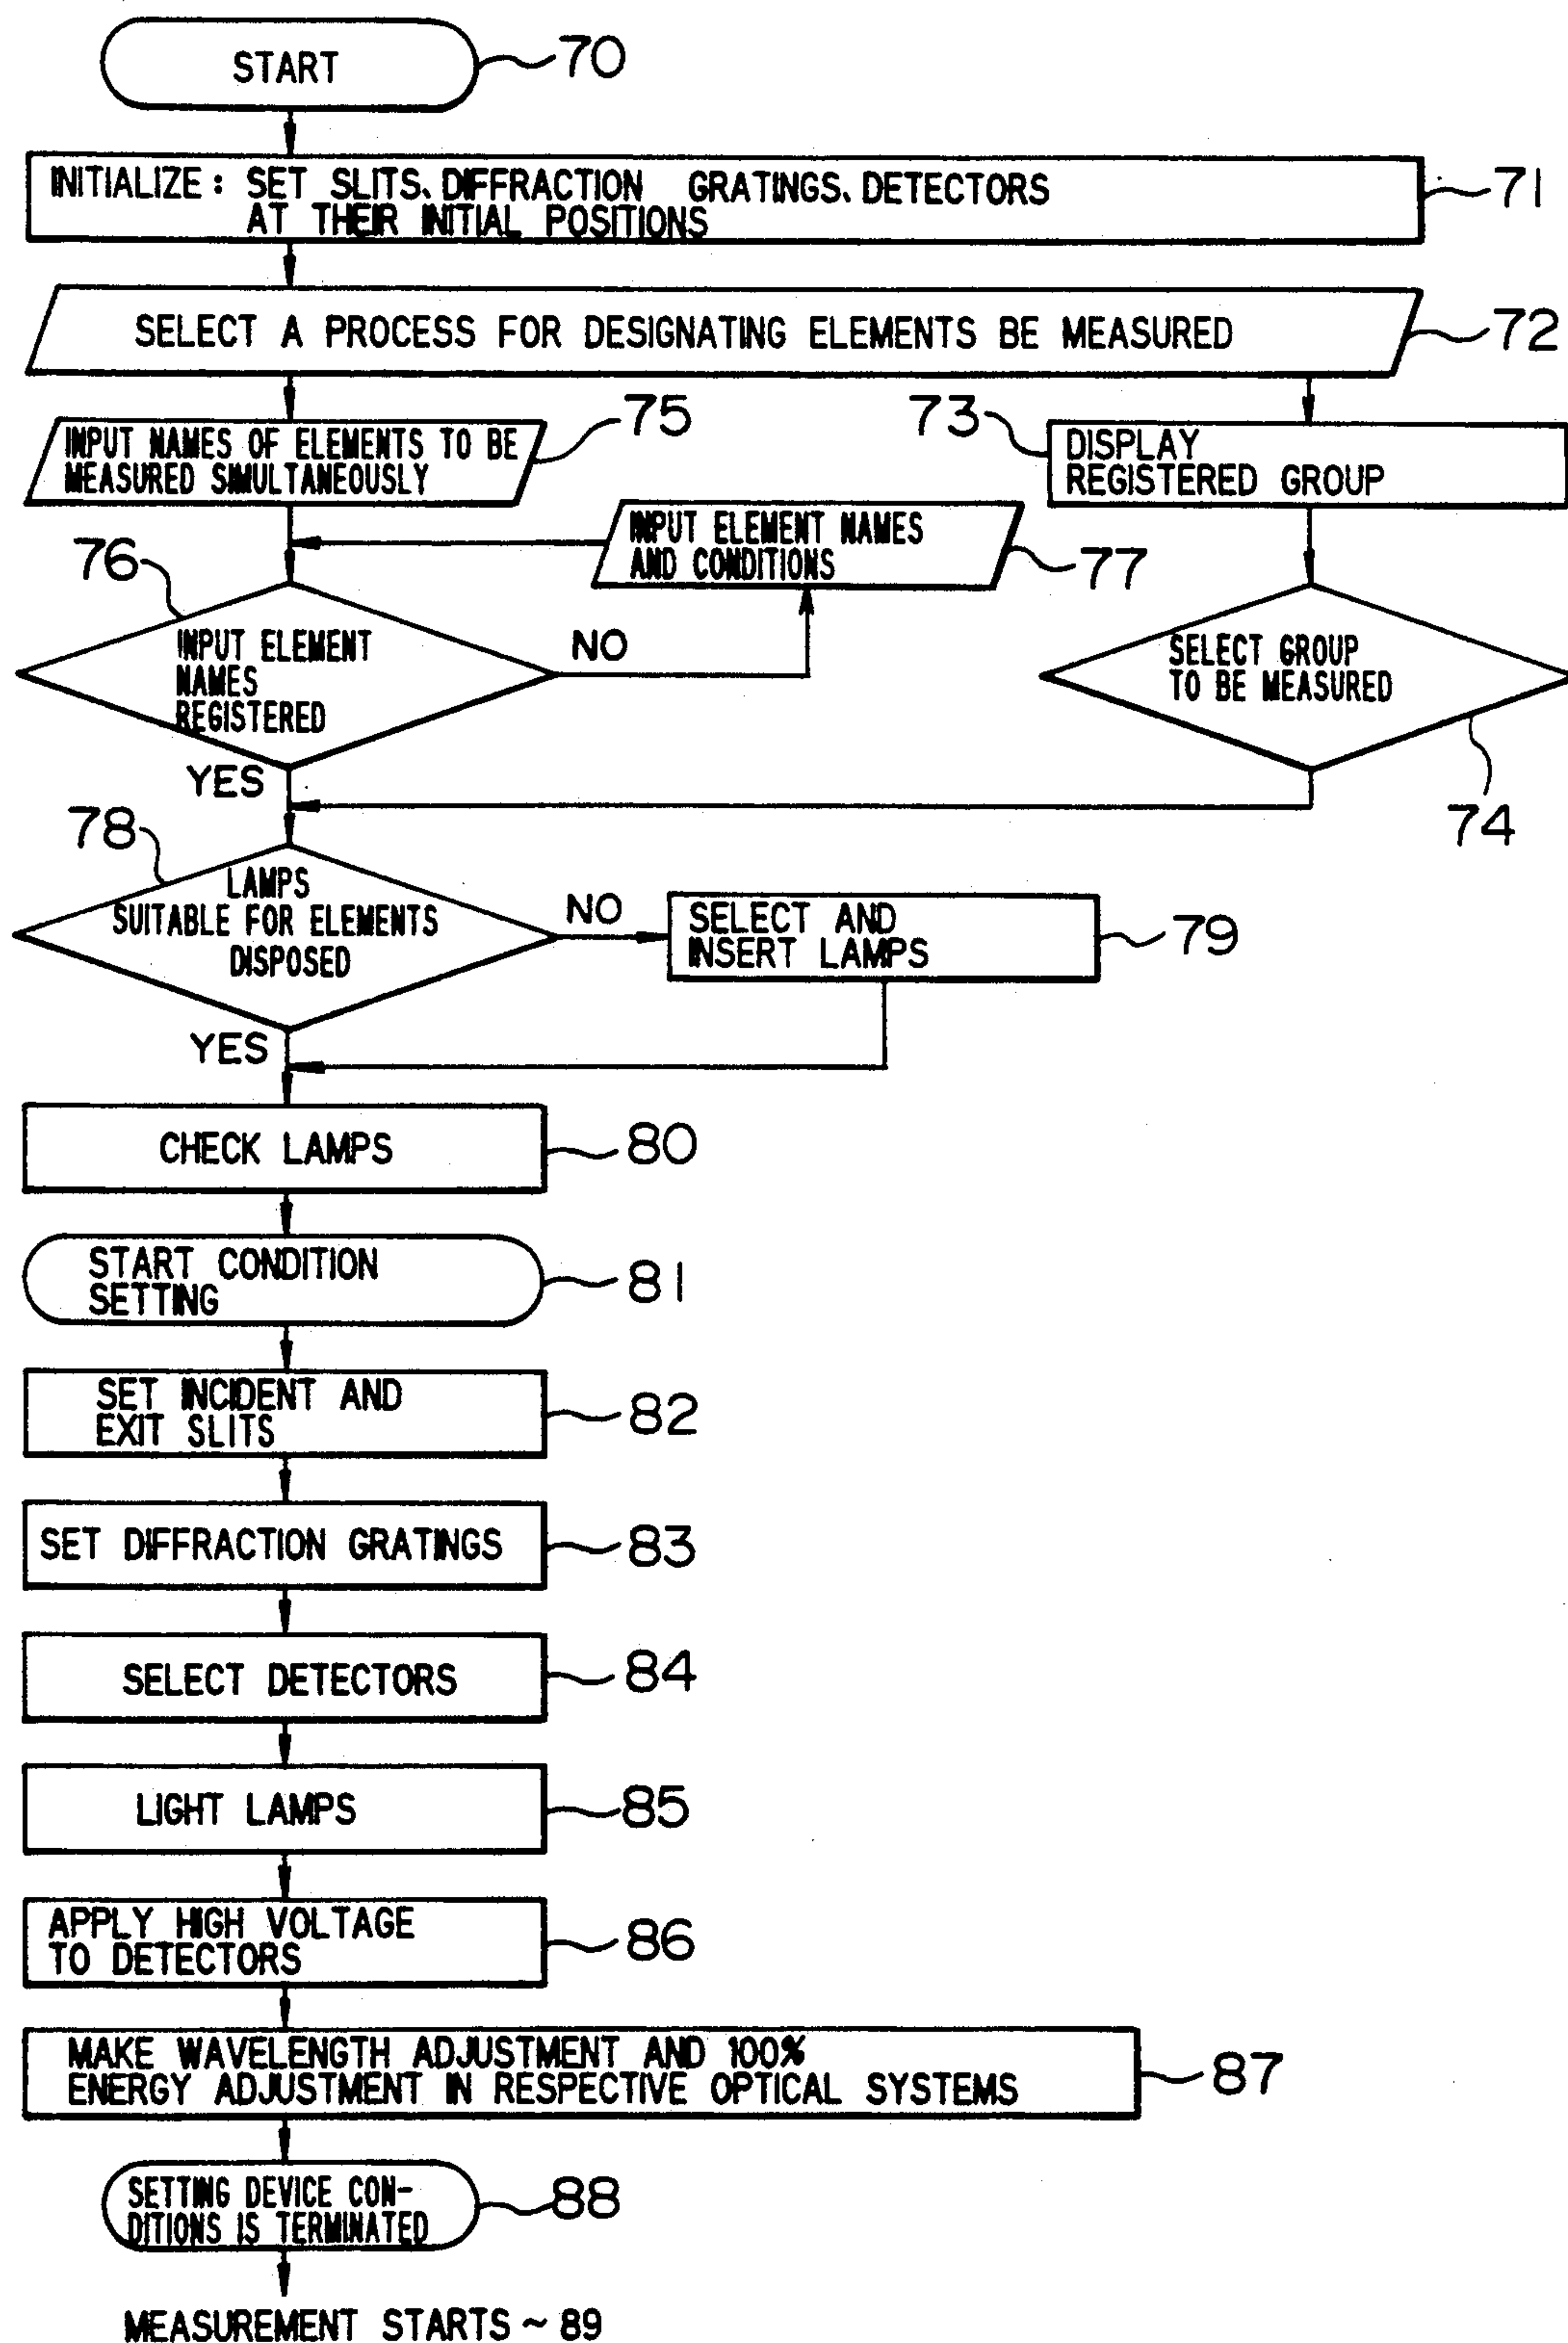 START
70
INITIALIZE: SET SLITS、DIFFRACTION GRATINGS、DETECTORS
AT THEIR INITIAL POSITIONS
71
SELECT A PROCESS FOR DESIGNATING ELEMENTS BE MEASURED
72
INPUT NAMES OF ELEMENTS TO BE
MEASURED SIMULTANEOUSLY
75
73
DISPLAY
REGISTERED GROUP
INPUT ELEMENT NAMES
AND CONDITIONS
77
76
INPUT ELEMENT
NAMES
REGISTERED
NO
YES
SELECT GROUP
TO BE MEASURED
74
78
LAMPS
SUITABLE FOR ELEMENTS
DISPOSED
NO
YES
SELECT AND
INSERT LAMPS
79
CHECK LAMPS
80
START CONDITION
SETTING
81
SET INCIDENT AND
EXIT SLITS
82
SET DIFFRACTION GRATINGS
83
SELECT DETECTORS
84
LIGHT LAMPS
85
APPLY HIGH VOLTAGE
TO DETECTORS
86
MAKE WAVELENGTH ADJUSTMENT AND 100%
ENERGY ADJUSTMENT IN RESPECTIVE OPTICAL SYSTEMS
87
SETTING DEVICE CON-
DITIONS IS TERMINATED
88
MEASUREMENT STARTS ~ 89